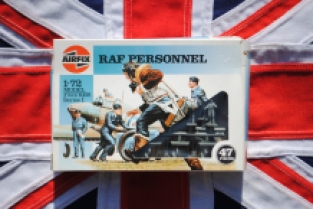 AIRFIX
RAF PERSONNEL
1-72
MODEL
FIGURES
Series 1
47